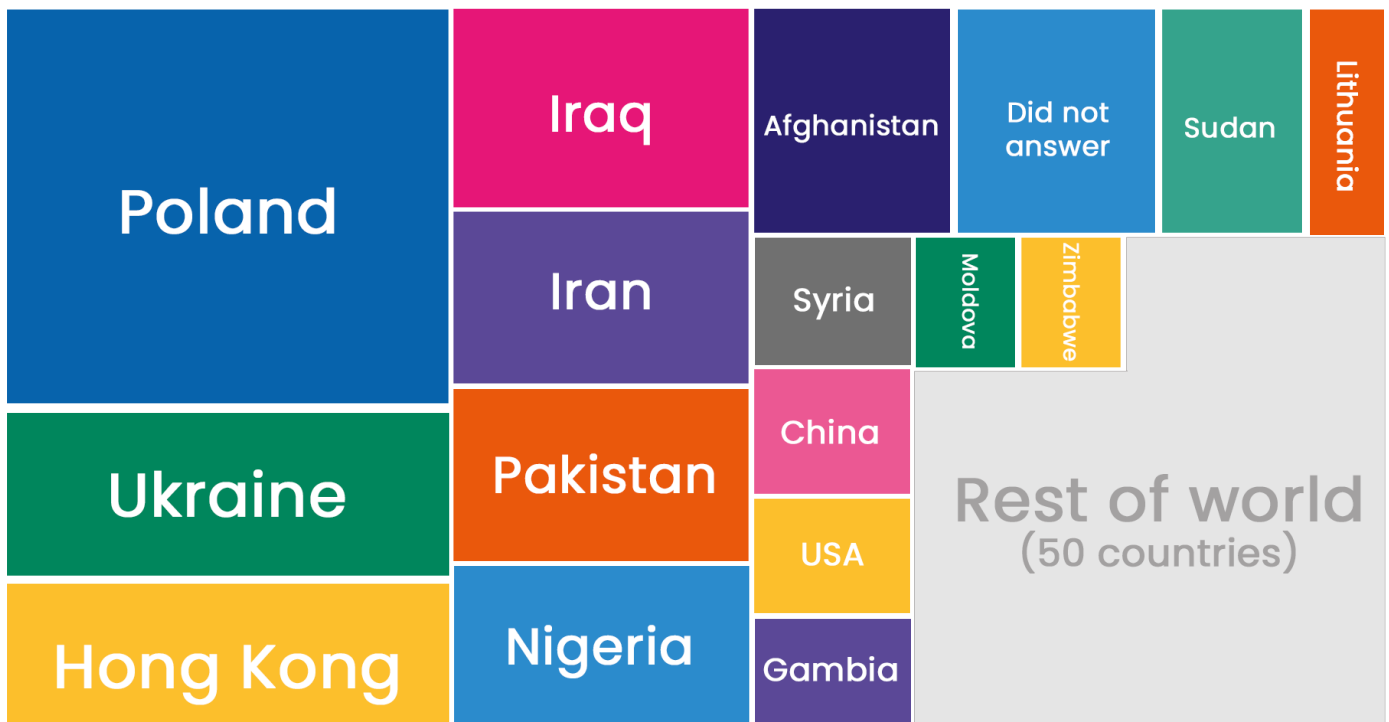 Poland
Ukraine
Hong Kong
Iraq
Iran
Pakistan
Nigeria
Afghanistan
Did not
answer
Sudan
Lithuania
Syria
Moldova
Zimbabwe
China
USA
Gambia
Rest of world
(50 countries)